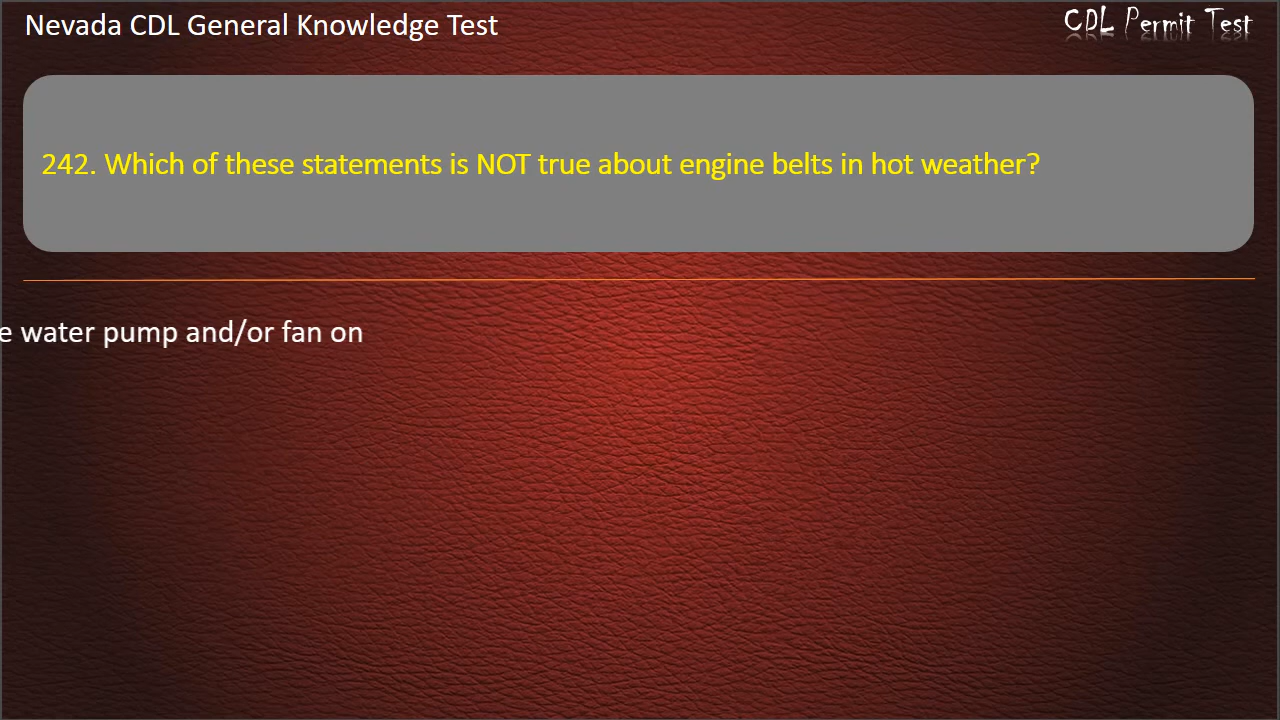 Nevada CDL General Knowledge Test
CDL Permit Test
242. Which of these statements is NOT true about engine belts in hot weather?
e water pump and/or fan on